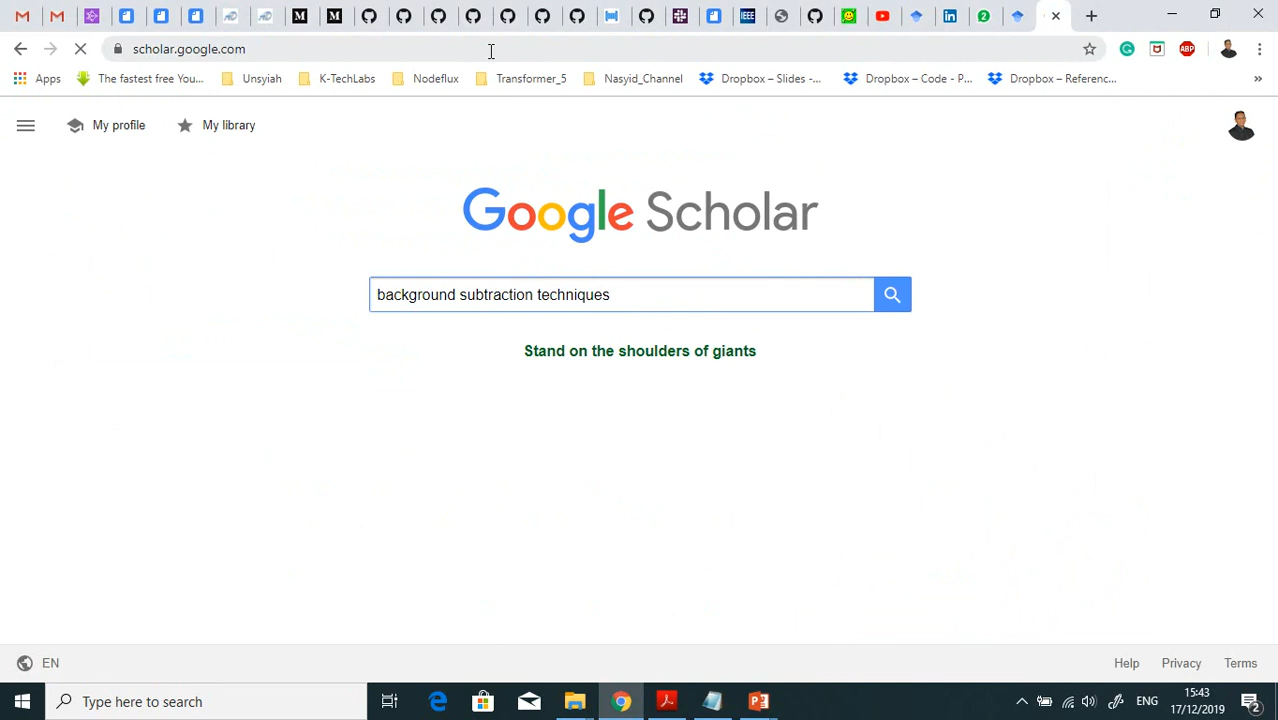 scholar.google.com
Apps
The fastest free You...
Unsyiah
K-TechLabs
Nodeflux
Transformer_5
Nasyid_Channel
Dropbox – Slides -...
Dropbox – Code - P...
Dropbox – Referenc...
»
My profile
My library
Google Scholar
background subtraction techniques
Stand on the shoulders of giants
EN
Help
Privacy
Terms
Type here to search
ENG
15:43
17/12/2019
2